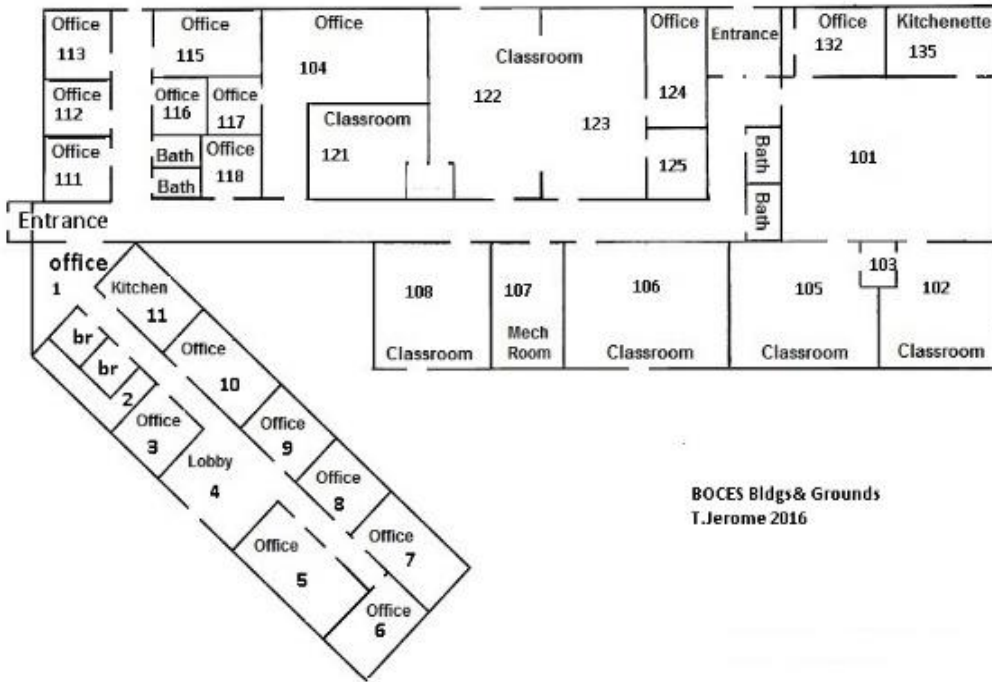 Office
113
Office
115
Office
104
Classroom
122
123
Office
124
Entrance
Office
132
Kitchenette
135
Office
112
Office
116
Office
117
Classroom
121
Office
111
Bath
Bath
Office
118
125
Bath
Bath
101
Entrance
office
1
Kitchen
11
108
Classroom
107
Mech
Room
106
Classroom
105
Classroom
103
102
Classroom
br
br
2
Office
10
Office
3
Office
9
Lobby
4
Office
8
Office
5
7
Office
6
BOCES Bldgs& Grounds
T.Jerome 2016